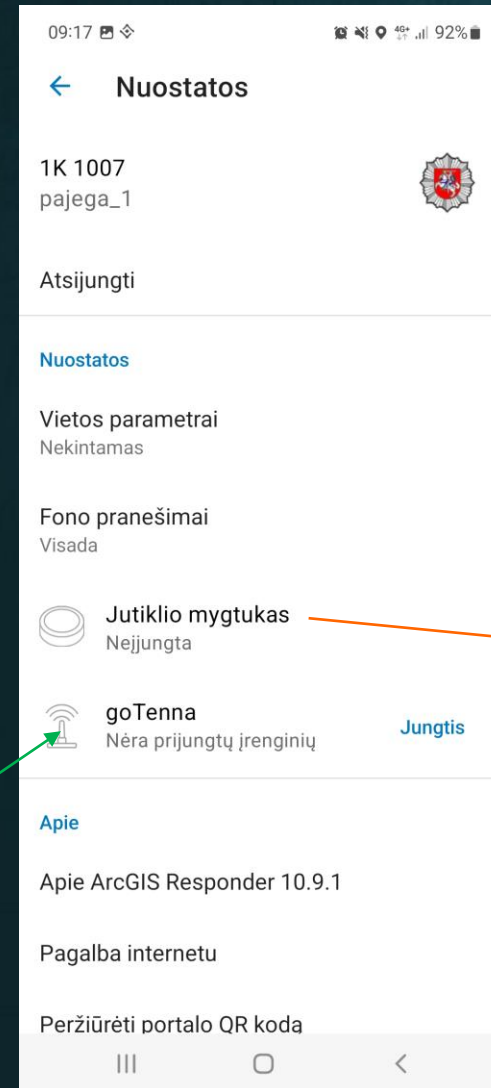 09:17 4G+ 92%
Nuostatos
1K 1007
pajega_1
Atsijungti
Nuostatos
Vietos parametrai
Nekintamas
Fono pranešimai
Visada
Jutiklio mygtukas
Neįjungta
goTenna
Nėra prijungtų įrenginių
Jungtis
Apie
Apie ArcGIS Responder 10.9.1
Pagalba internetu
Peržiūrėti portalo QR kodą